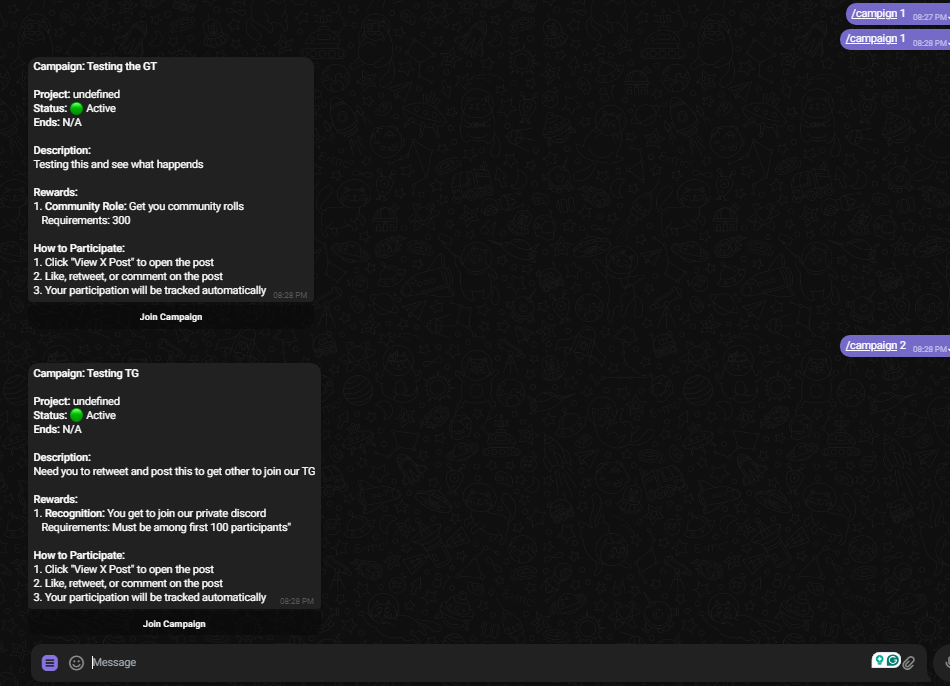 /campign 1 08:27 PM
/campaign 1 08:28 PM
Campaign: Testing the GT
Project: undefined
Status: 🟢 Active
Ends: N/A
Description:
Testing this and see what happends
Rewards:
1. Community Role: Get you community rolls
Requirements: 300
How to Participate:
1. Click "View X Post" to open the post
2. Like, retweet, or comment on the post
3. Your participation will be tracked automatically 08:28 PM
Join Campaign
/campaign 2 08:28 PM
Campaign: Testing TG
Project: undefined
Status: 🟢 Active
Ends: N/A
Description:
Need you to retweet and post this to get other to join our TG
Rewards:
1. Recognition: You get to join our private discord
Requirements: Must be among first 100 participants"
How to Participate:
1. Click "View X Post" to open the post
2. Like, retweet, or comment on the post
3. Your participation will be tracked automatically 08:28 PM
Join Campaign
Message